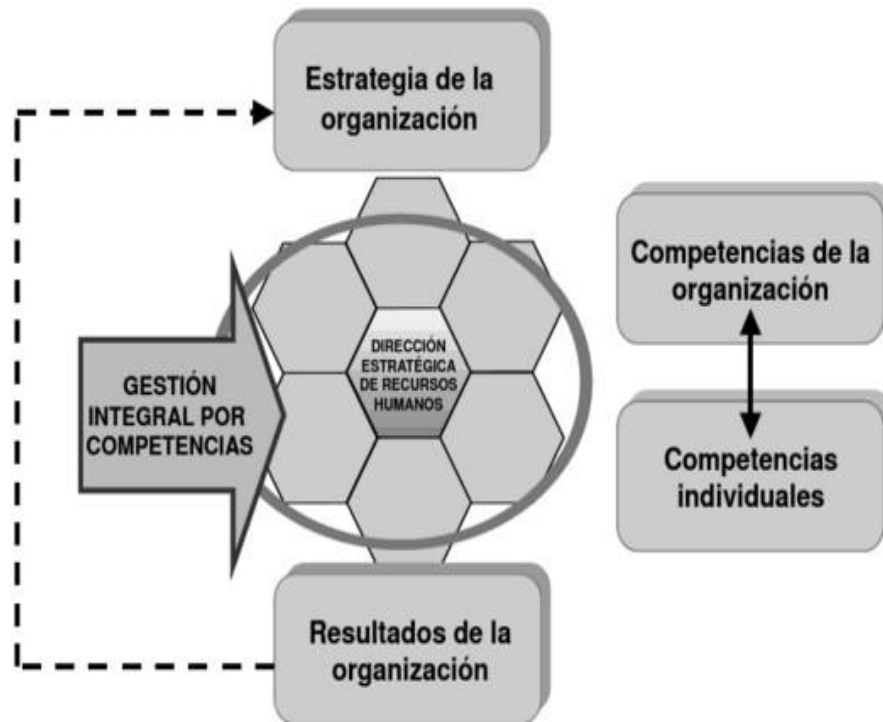 Estrategia de la
organización
Competencias de la
organización
DIRECCIÓN
ESTRATÉGICA
DE RECURSOS
HUMANOS
GESTIÓN
INTEGRAL POR
COMPETENCIAS
Competencias
individuales
Resultados de la
organización